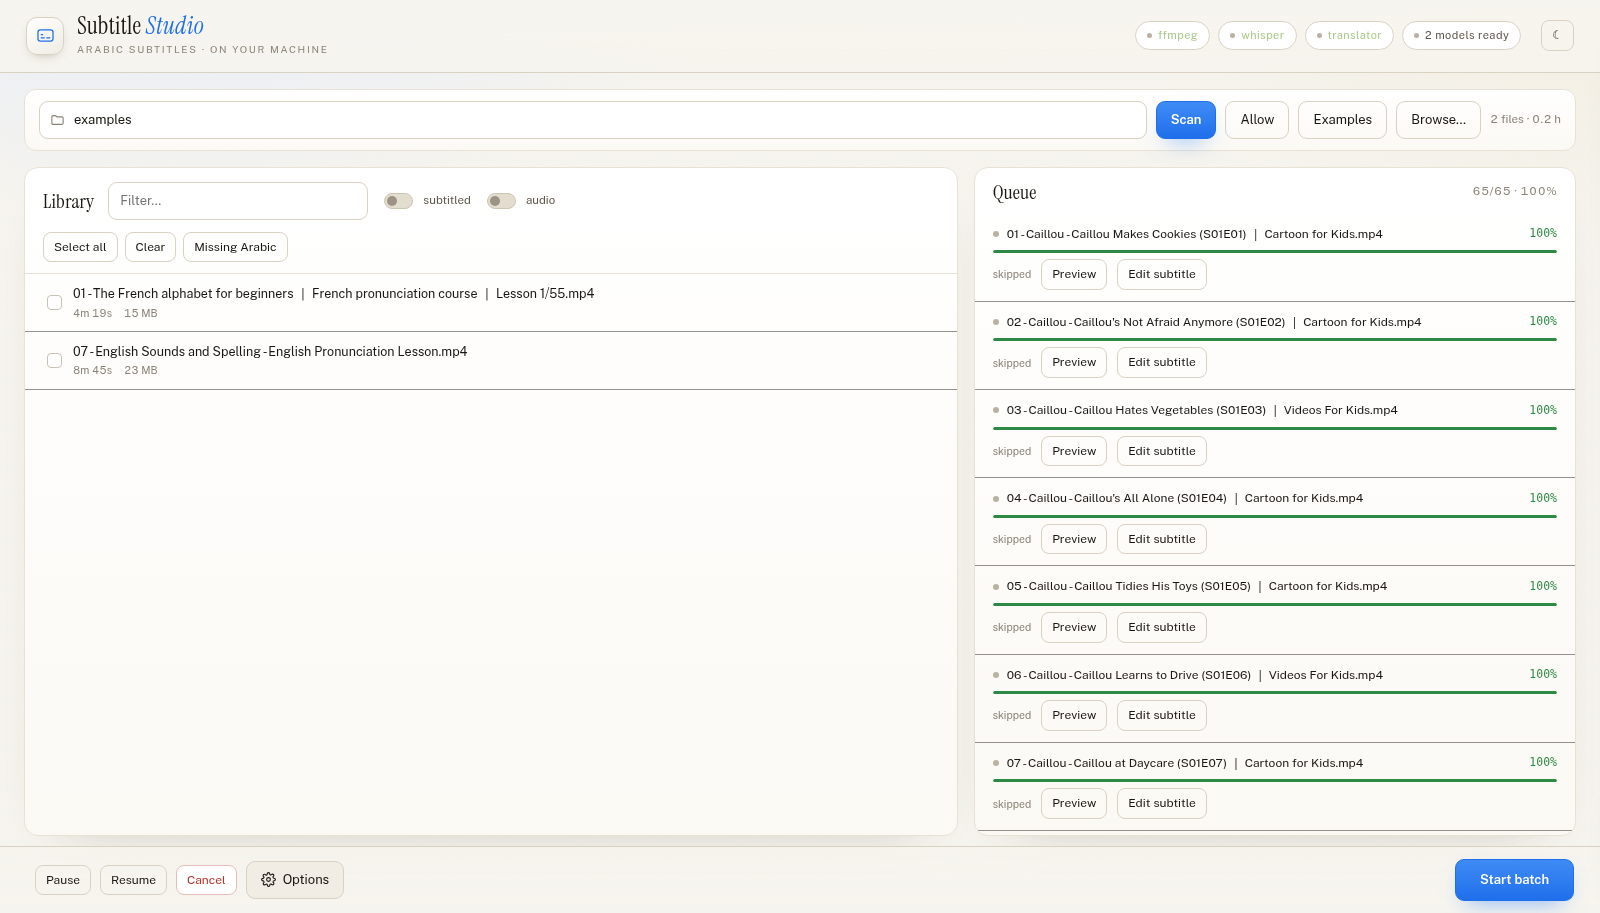 Subtitle Studio
ARABIC SUBTITLES · ON YOUR MACHINE
ffmpeg
whisper
translator
2 models ready
examples
Scan
Allow
Examples
Browse...
2 files · 0.2 h
Library
Filter...
subtitled
audio
Select all
Clear
Missing Arabic
01 - The French alphabet for beginners | French pronunciation course | Lesson 1/55.mp4
4m 19s 15 MB
07 - English Sounds and Spelling - English Pronunciation Lesson.mp4
8m 45s 23 MB
Queue
65/65 · 100%
01 - Caillou - Caillou Makes Cookies (S01E01) | Cartoon for Kids.mp4 100%
skipped Preview Edit subtitle
02 - Caillou - Caillou's Not Afraid Anymore (S01E02) | Cartoon for Kids.mp4 100%
skipped Preview Edit subtitle
03 - Caillou - Caillou Hates Vegetables (S01E03) | Videos For Kids.mp4 100%
skipped Preview Edit subtitle
04 - Caillou - Caillou's All Alone (S01E04) | Cartoon for Kids.mp4 100%
skipped Preview Edit subtitle
05 - Caillou - Caillou Tidies His Toys (S01E05) | Cartoon for Kids.mp4 100%
skipped Preview Edit subtitle
06 - Caillou - Caillou Learns to Drive (S01E06) | Videos For Kids.mp4 100%
skipped Preview Edit subtitle
07 - Caillou - Caillou at Daycare (S01E07) | Cartoon for Kids.mp4 100%
skipped Preview Edit subtitle
Pause
Resume
Cancel
Options
Start batch